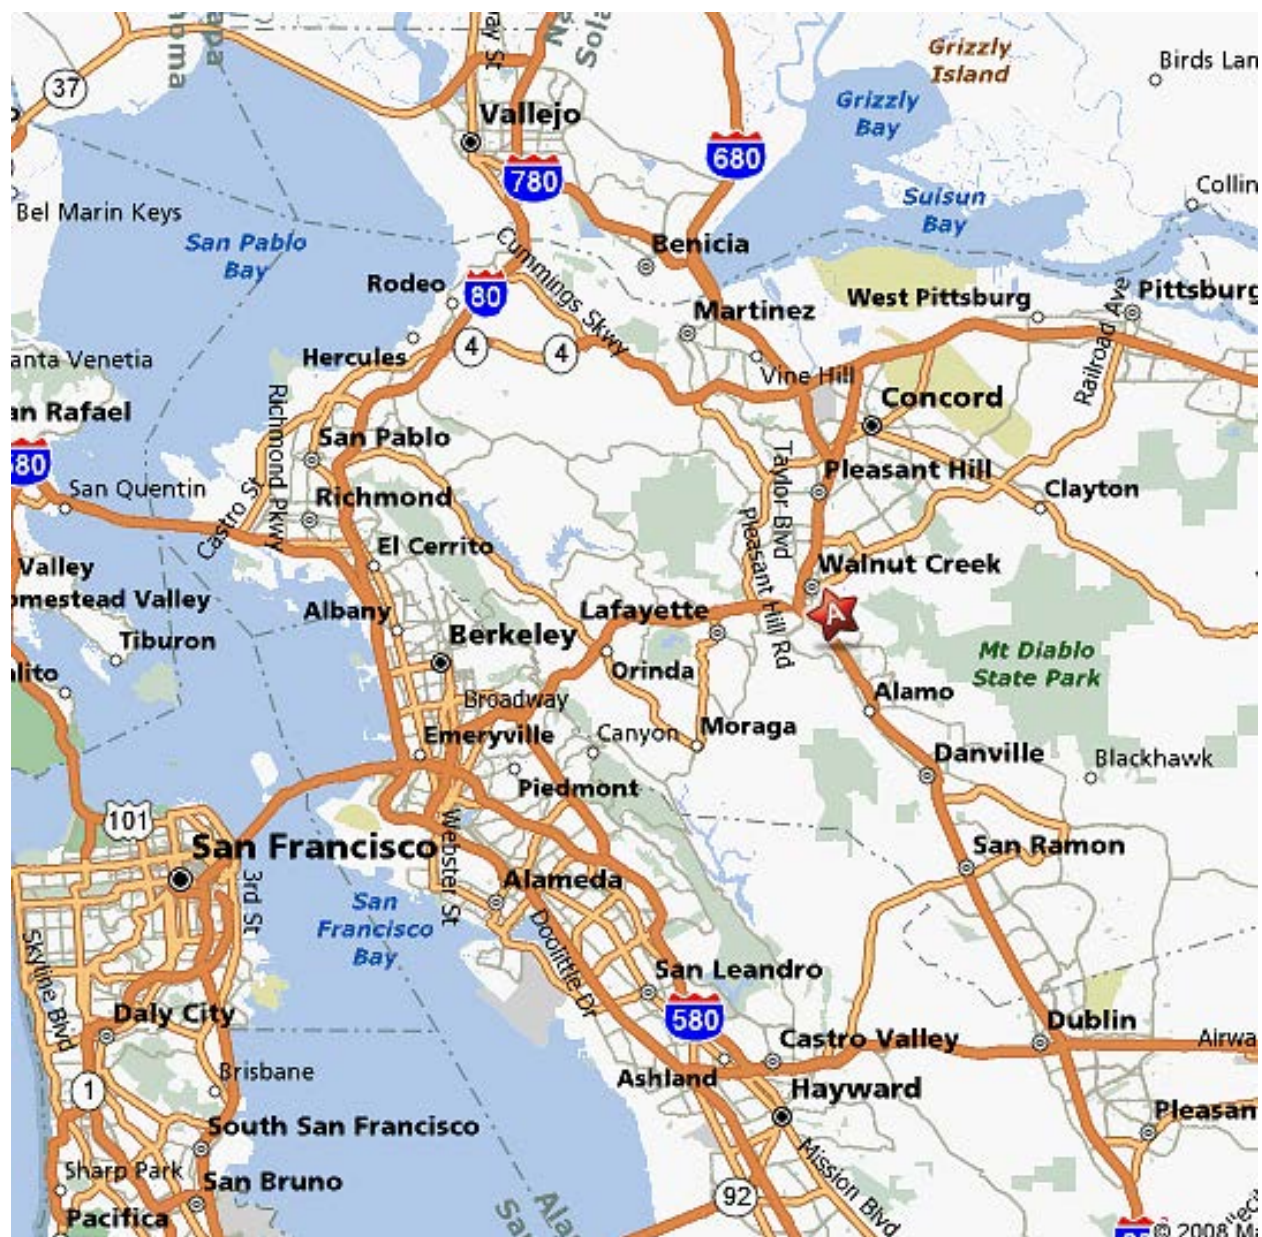 37
Vallejo
780
680
Grizzly
Island
Birds Lan
Grizzly
Bay
Collin
Bel Marin Keys
San Pablo
Bay
Suisun
Bay
Benicia
Cummings Skwy
Rodeo
80
Martinez
West Pittsburg
Pittsburg
Railroad Ave
4
4
Hercules
anta Venetia
Vine Hill
an Rafael
Richmond Pkwy
Concord
San Pablo
580
San Quentin
Castro St
Richmond
Taylor Blvd
Pleasant Hill
Pleasant Hill Rd
Clayton
El Cerrito
Valley
omestead Valley
Walnut Creek
Albany
Lafayette
A
Tiburon
Berkeley
alito
Orinda
Mt Diablo
State Park
Alamo
Broadway
Emeryville
Canyon
Moraga
Danville
Blackhawk
Piedmont
101
San Francisco
Webster St
San Ramon
3rd St
Alameda
San
Francisco
Bay
Skyline Blvd
Doolittle Dr
San Leandro
580
Daly City
Dublin
Castro Valley
Airwa
Brisbane
Ashland
1
Hayward
South San Francisco
Pleasan
Sharp Park
San Bruno
Mission Blvd
92
Pacifica
© 2008 M